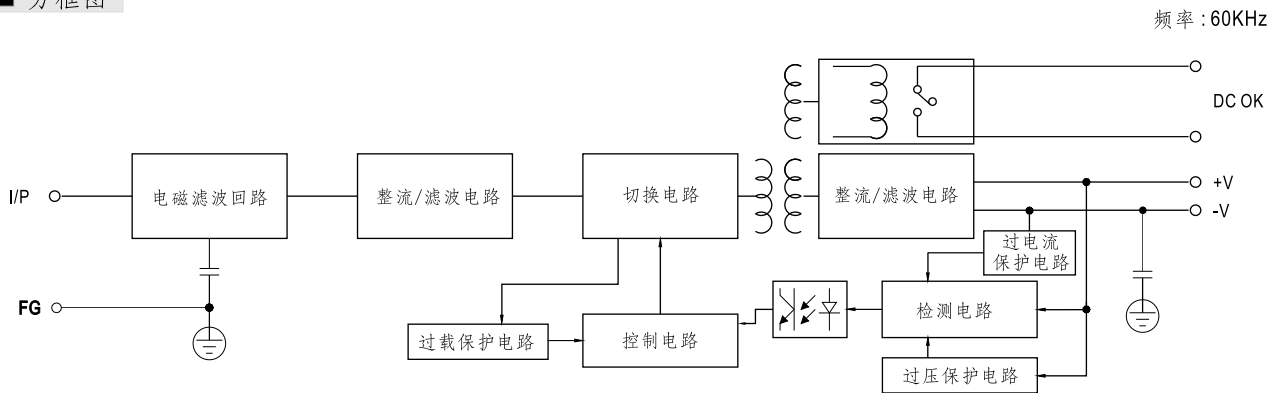 ■ 方框图
频率 : 60KHz
DC OK
I/P
电磁滤波回路
整流/滤波电路
切换电路
整流/滤波电路
+V
-V
过电流
保护电路
FG
过载保护电路
控制电路
检测电路
过压保护电路